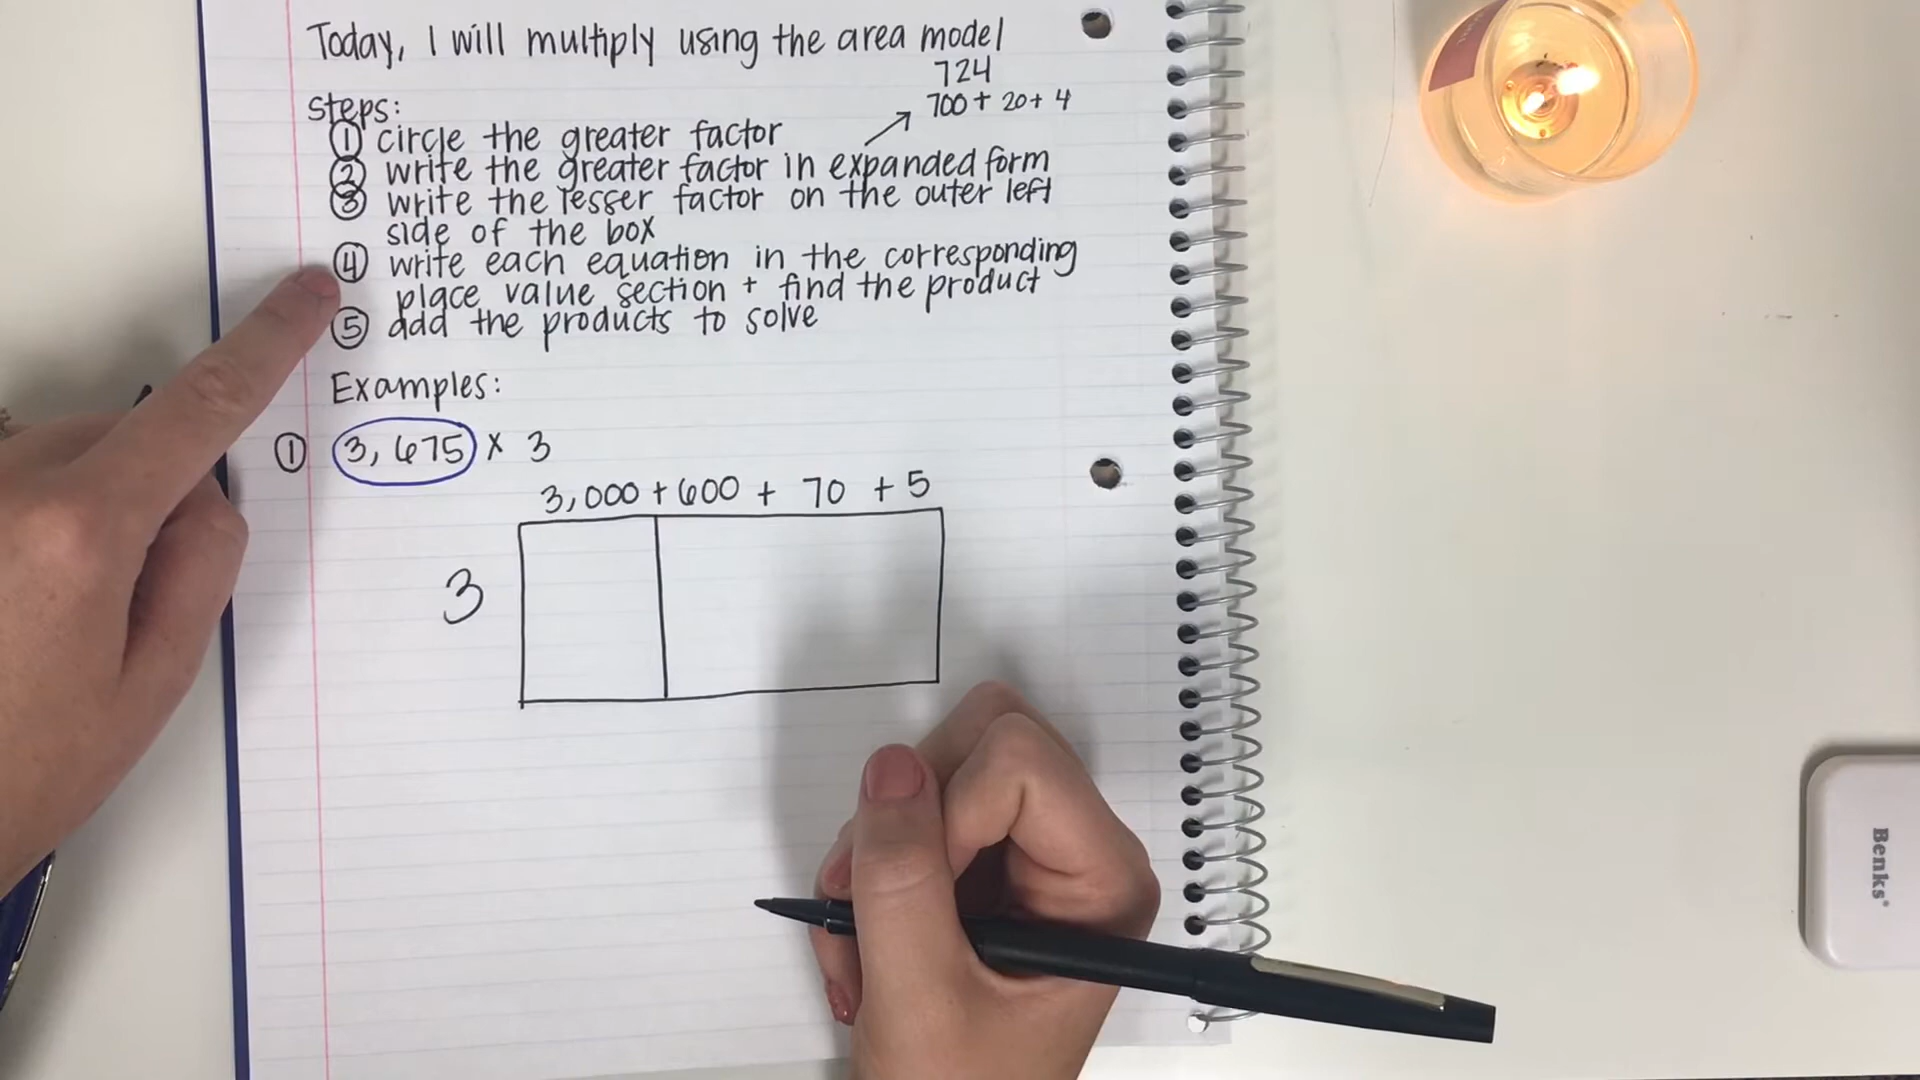 Today, I will multiply using the area model
724
700 + 20 + 4
steps:
① circle the greater factor
② write the greater factor in expanded form
③ write the lesser factor on the outer left
side of the box
④ write each equation in the corresponding
place value section + find the product
⑤ add the products to solve
Examples:
① 3,675 x 3
3,000 + 600 + 70 + 5
3
Benks®